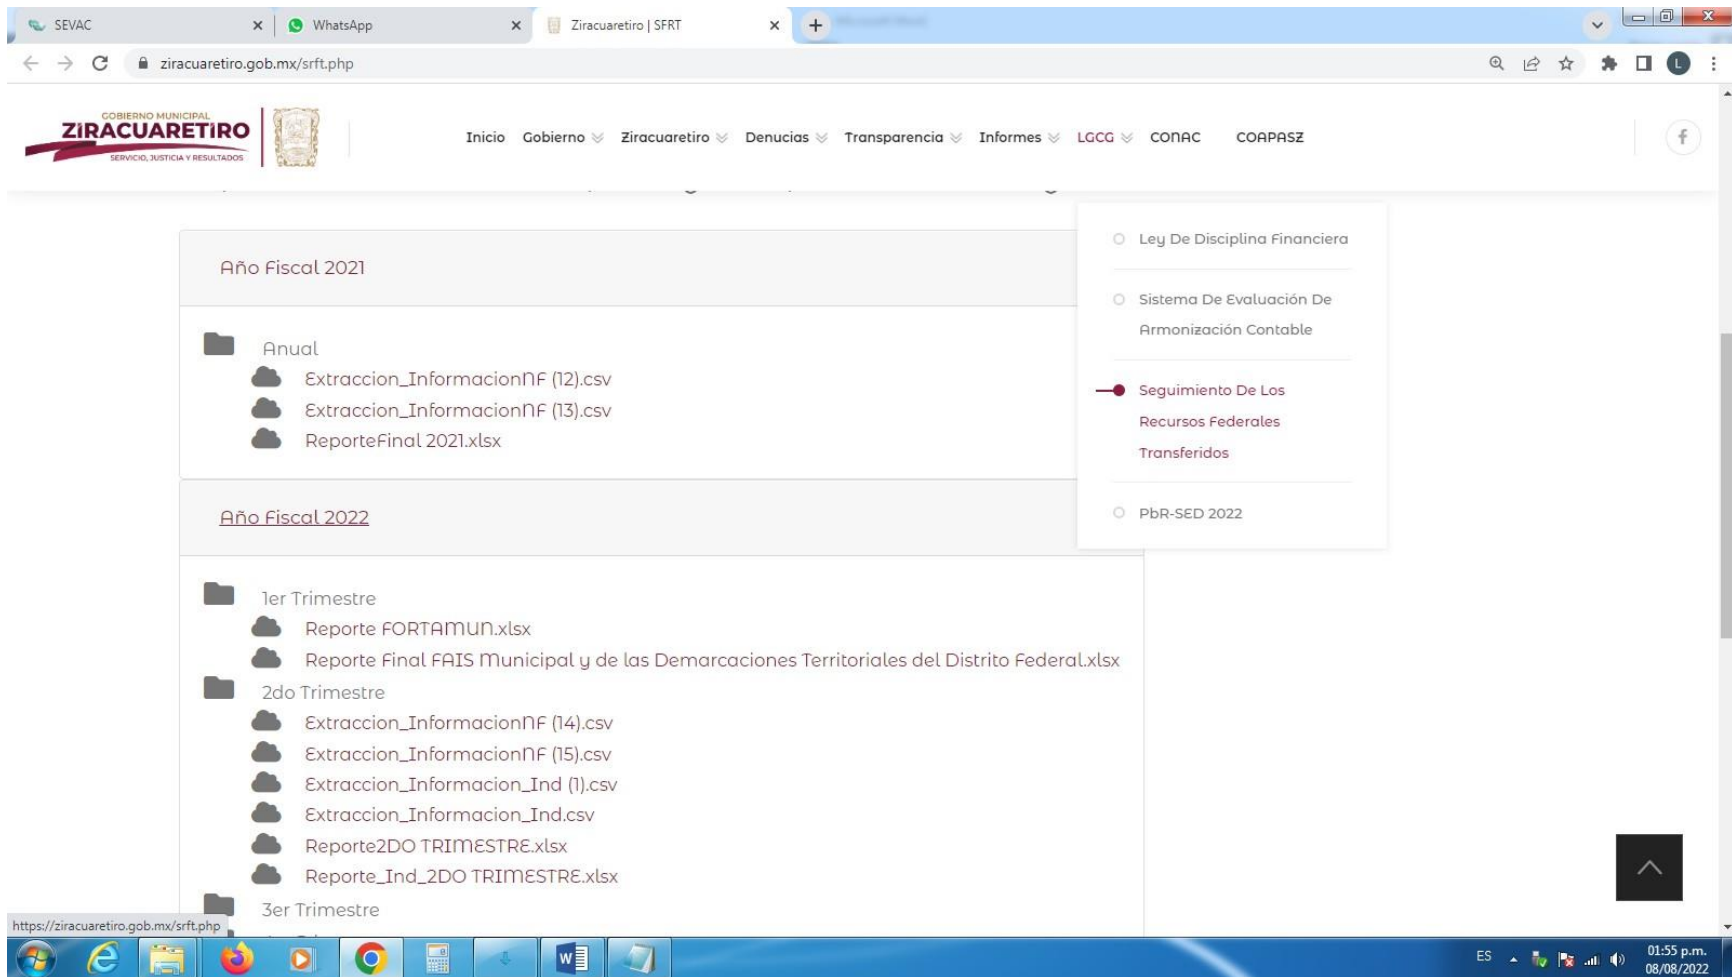 SEVAC
WhatsApp
Ziracuaretiro | SFRT
ziracuaretiro.gob.mx/srft.php
L
GOBIERNO MUNICIPAL
ZIRACUARETIRO
SERVICIO, JUSTICIA Y RESULTADOS
Inicio Gobierno Ziracuaretiro Denucias Transparencia Informes LGCG CONAC COAPASZ
Año Fiscal 2021
Anual
Extraccion_InformacionNF (12).csv
Extraccion_InformacionNF (13).csv
ReporteFinal 2021.xlsx
Ley De Disciplina Financiera
Sistema De Evaluación De
Armonización Contable
Seguimiento De Los
Recursos Federales
Transferidos
PbR-SED 2022
Año Fiscal 2022
1er Trimestre
Reporte FORTAMUN.xlsx
Reporte Final FAIS Municipal y de las Demarcaciones Territoriales del Distrito Federal.xlsx
2do Trimestre
Extraccion_InformacionNF (14).csv
Extraccion_InformacionNF (15).csv
Extraccion_Informacion_Ind (1).csv
Extraccion_Informacion_Ind.csv
Reporte2DO TRIMESTRE.xlsx
Reporte_Ind_2DO TRIMESTRE.xlsx
3er Trimestre
https://ziracuaretiro.gob.mx/srft.php
ES
01:55 p.m.
08/08/2022